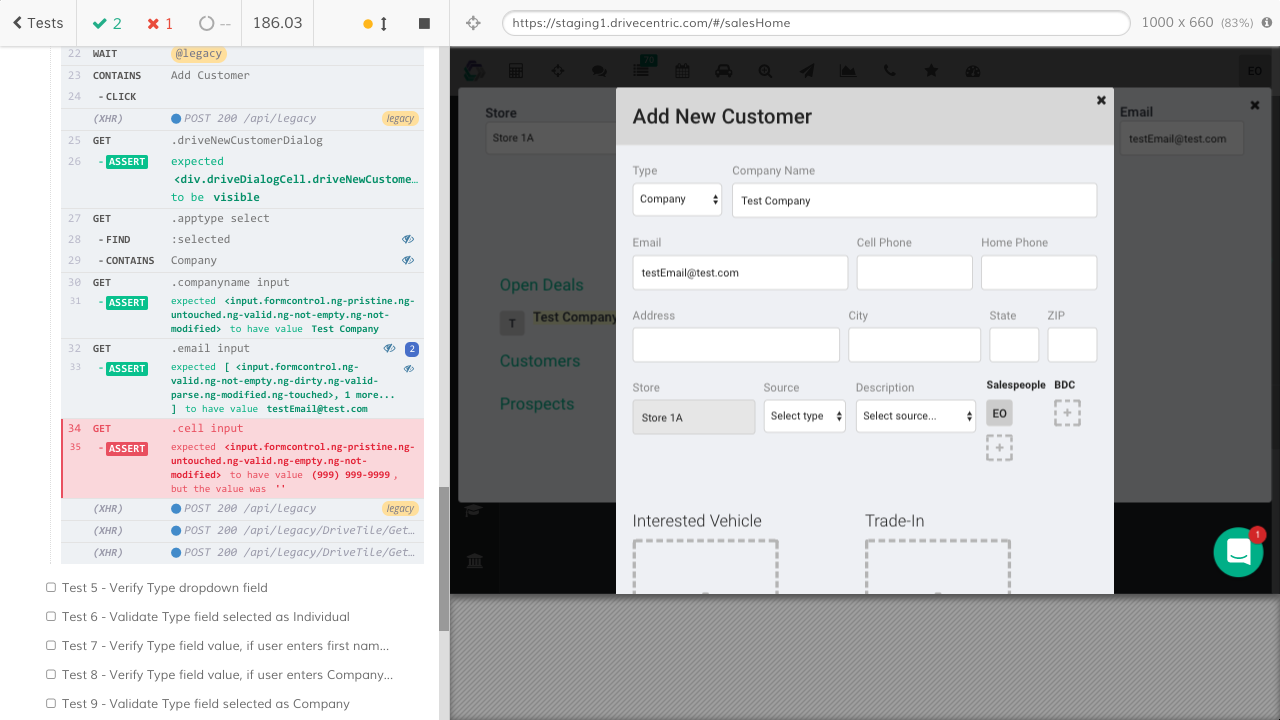 Tests
2
1
--
186.03
https://staging1.drivecentric.com/#/salesHome
1000 x 660 (83%)
22 WAIT @legacy
23 CONTAINS Add Customer
24 - CLICK
(XHR) POST 200 /api/Legacy legacy
25 GET .driveNewCustomerDialog
26 - ASSERT expected
<div.driveDialogCell.driveNewCustome…
to be visible
27 GET .apptype select
28 - FIND :selected
29 - CONTAINS Company
30 GET .companyname input
31 - ASSERT expected <input.formcontrol.ng-pristine.ng-
untouched.ng-valid.ng-not-empty.ng-not-
modified> to have value Test Company
32 GET .email input 2
33 - ASSERT expected [ <input.formcontrol.ng-
valid.ng-not-empty.ng-dirty.ng-valid-
parse.ng-modified.ng-touched>, 1 more...
] to have value testEmail@test.com
34 GET .cell input
35 - ASSERT expected <input.formcontrol.ng-pristine.ng-
untouched.ng-valid.ng-empty.ng-not-
modified> to have value (999) 999-9999 ,
but the value was ''
(XHR) POST 200 /api/Legacy legacy
(XHR) POST 200 /api/Legacy/DriveTile/Get…
(XHR) POST 200 /api/Legacy/DriveTile/Get…
Test 5 - Verify Type dropdown field
Test 6 - Validate Type field selected as Individual
Test 7 - Verify Type field value, if user enters first nam...
Test 8 - Verify Type field value, if user enters Company...
Test 9 - Validate Type field selected as Company
EO
Store
Store 1A
Email
testEmail@test.com
Open Deals
T Test Company
Customers
Prospects
Add New Customer
Type Company Name
Company Test Company
Email Cell Phone Home Phone
testEmail@test.com
Address City State ZIP
Store Source Description Salespeople BDC
Store 1A Select type Select source... EO
Interested Vehicle Trade-In
1